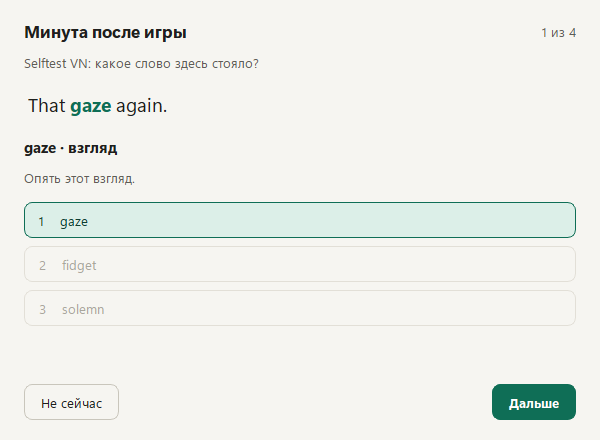 Минута после игры
1 из 4
Selftest VN: какое слово здесь стояло?
That gaze again.
gaze · взгляд
Опять этот взгляд.
1 gaze
2 fidget
3 solemn
Не сейчас
Дальше